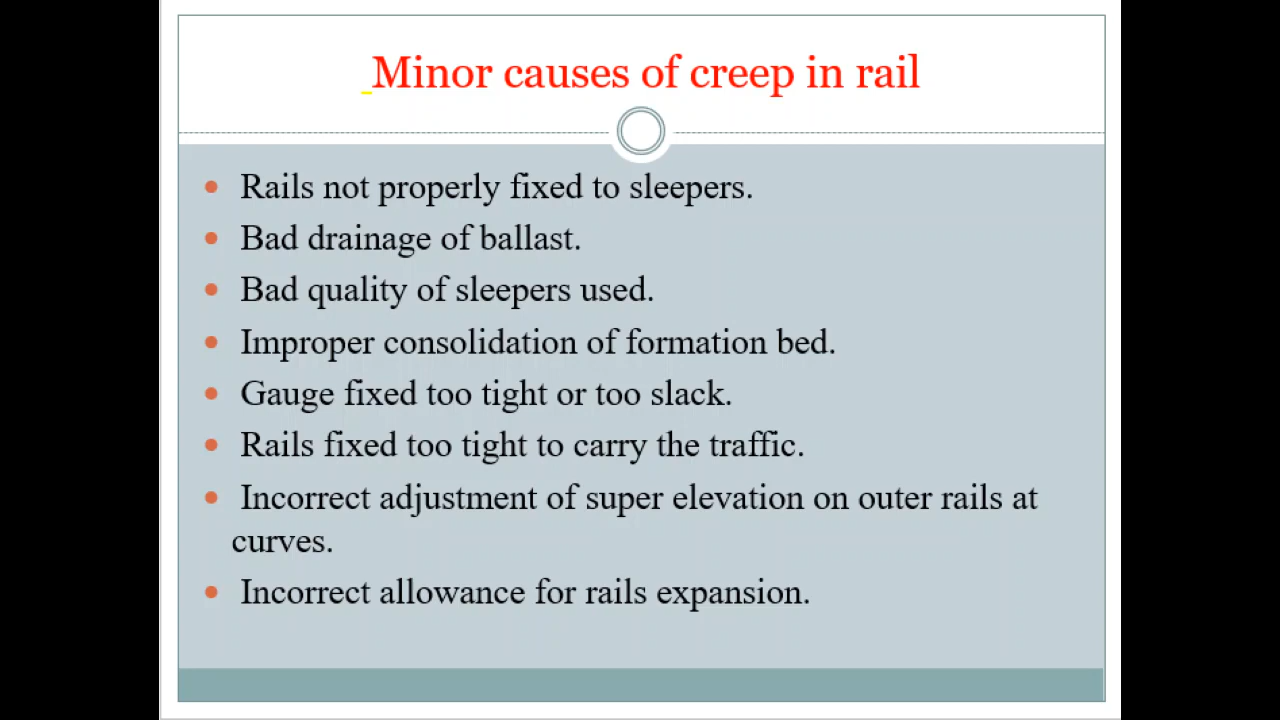 Minor causes of creep in rail
• Rails not properly fixed to sleepers.
• Bad drainage of ballast.
• Bad quality of sleepers used.
• Improper consolidation of formation bed.
• Gauge fixed too tight or too slack.
• Rails fixed too tight to carry the traffic.
• Incorrect adjustment of super elevation on outer rails at
curves.
• Incorrect allowance for rails expansion.